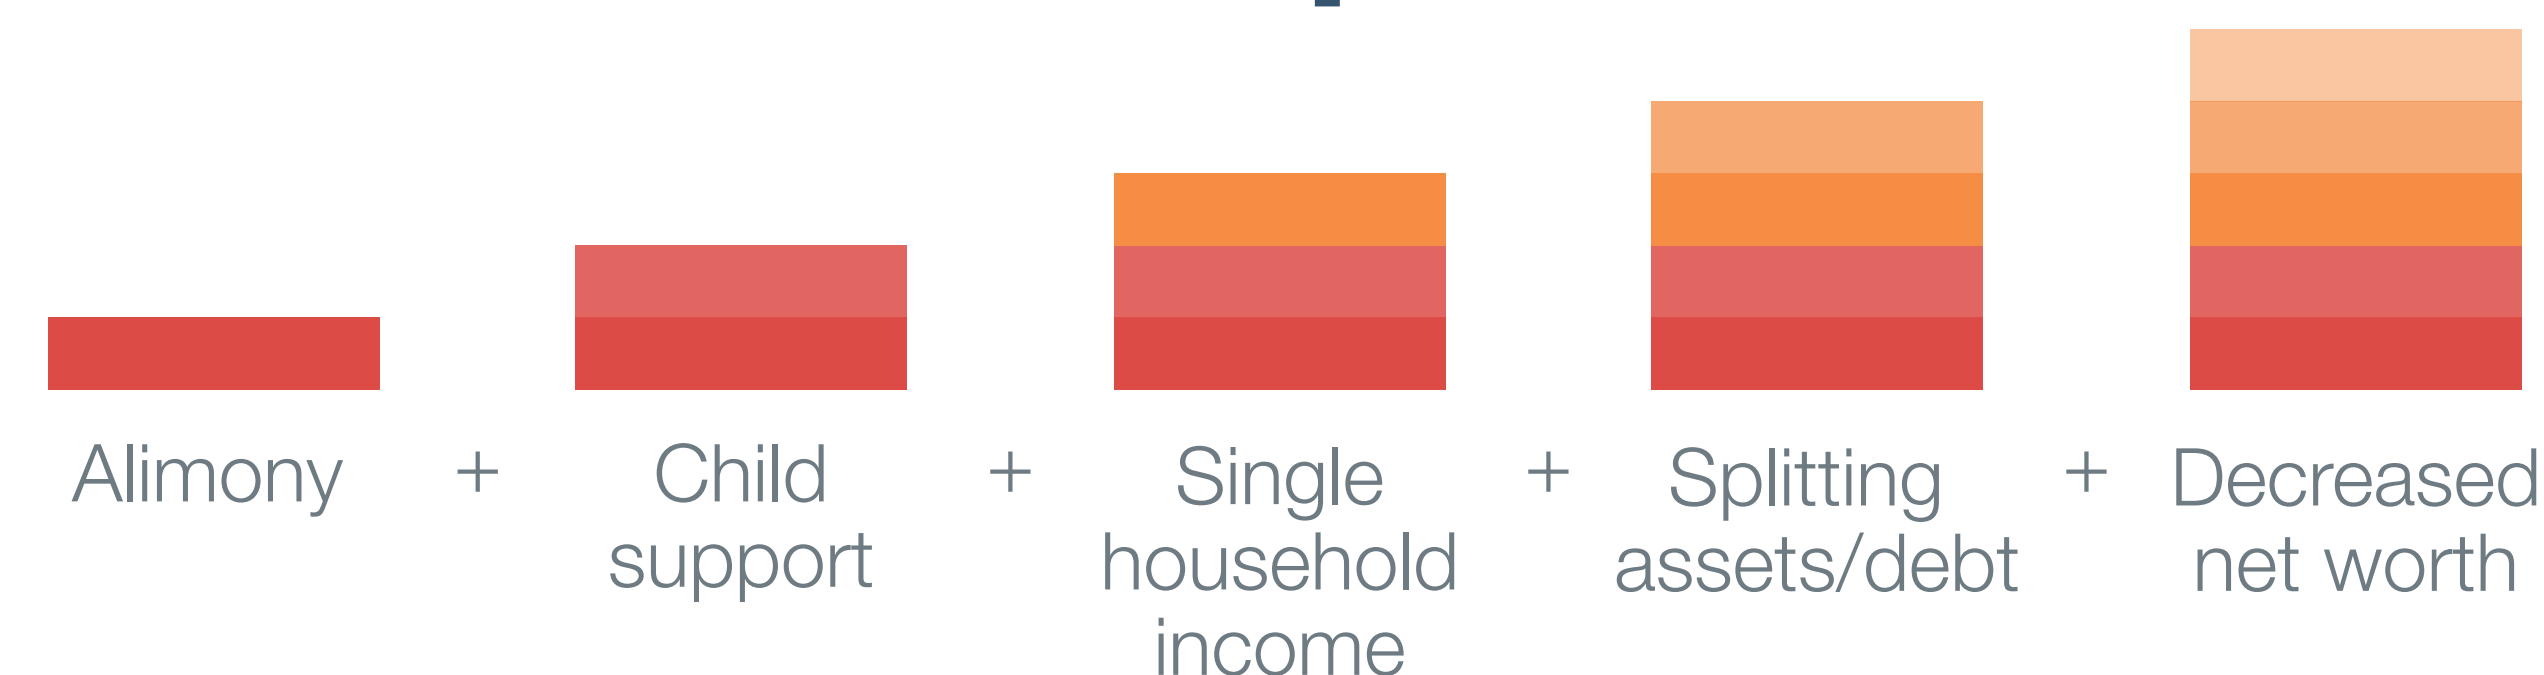 Alimony + Child support + Single household income + Splitting assets/debt + Decreased net worth